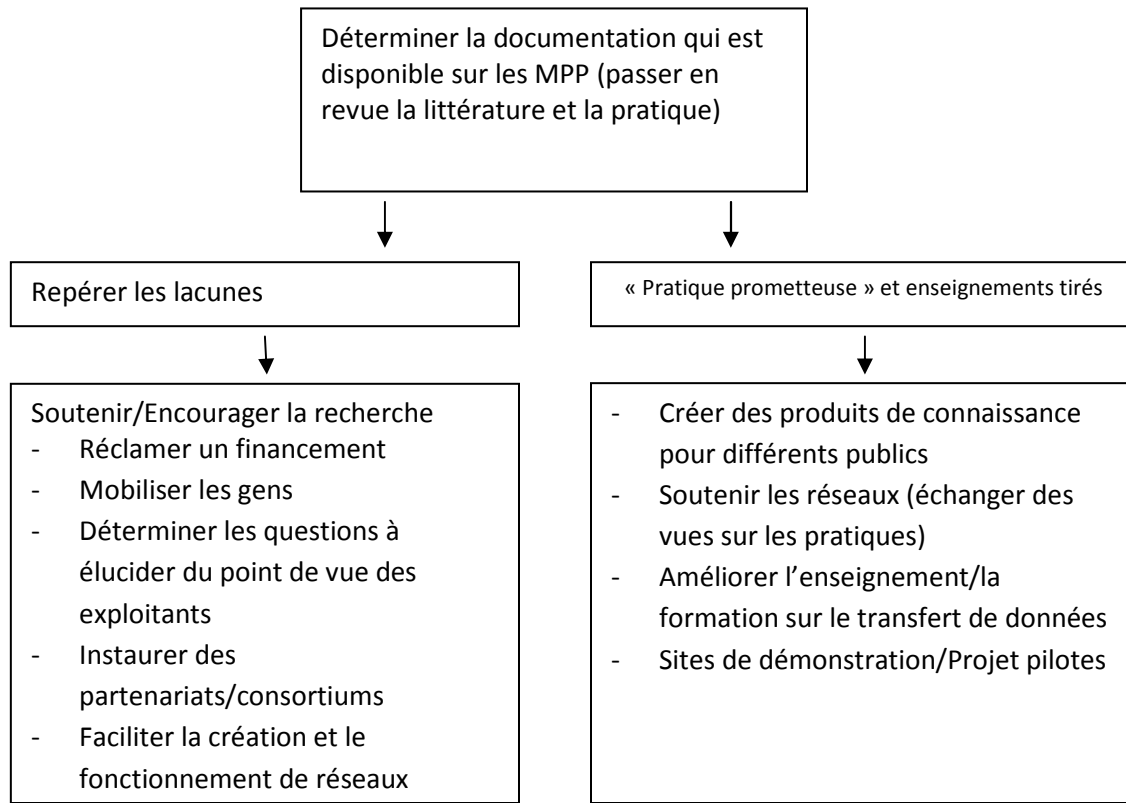 Déterminer la documentation qui est
disponible sur les MPP (passer en
revue la littérature et la pratique)
Repérer les lacunes
« Pratique prometteuse » et enseignements tirés
Soutenir/Encourager la recherche
- Réclamer un financement
- Mobiliser les gens
- Déterminer les questions à
élucider du point de vue des
exploitants
- Instaurer des
partenariats/consortiums
- Faciliter la création et le
fonctionnement de réseaux
- Créer des produits de connaissance
pour différents publics
- Soutenir les réseaux (échanger des
vues sur les pratiques)
- Améliorer l’enseignement/la
formation sur le transfert de données
- Sites de démonstration/Projet pilotes